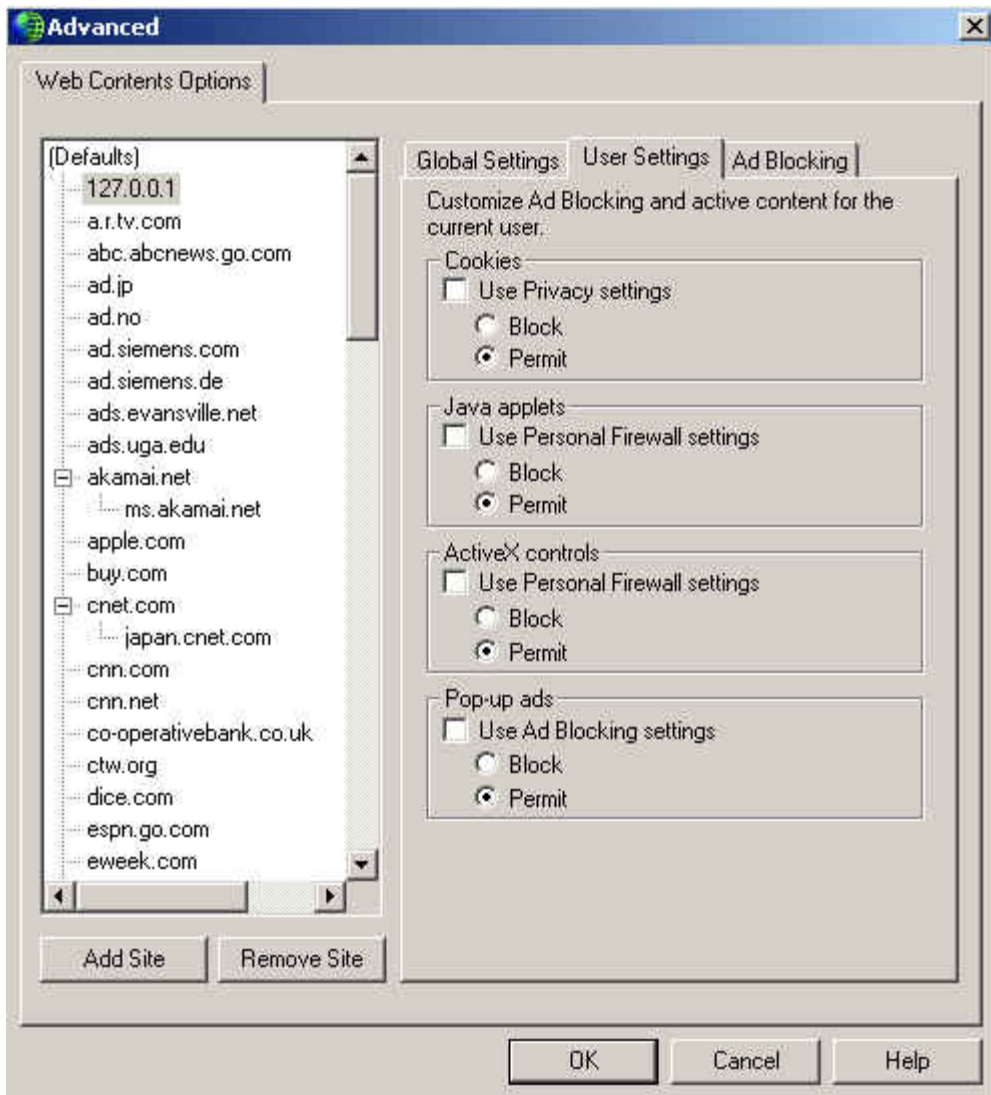 Advanced
Web Contents Options
(Defaults)
127.0.0.1
a.r.tv.com
abc.abcnews.go.com
ad.jp
ad.no
ad.siemens.com
ad.siemens.de
ads.evansville.net
ads.uga.edu
akamai.net
ms.akamai.net
apple.com
buy.com
cnet.com
japan.cnet.com
cnn.com
cnn.net
co-operativebank.co.uk
ctw.org
dice.com
espn.go.com
eweek.com
Add Site
Remove Site
Global Settings
User Settings
Ad Blocking
Customize Ad Blocking and active content for the
current user.
Cookies
Use Privacy settings
Block
Permit
Java applets
Use Personal Firewall settings
Block
Permit
ActiveX controls
Use Personal Firewall settings
Block
Permit
Pop-up ads
Use Ad Blocking settings
Block
Permit
OK
Cancel
Help